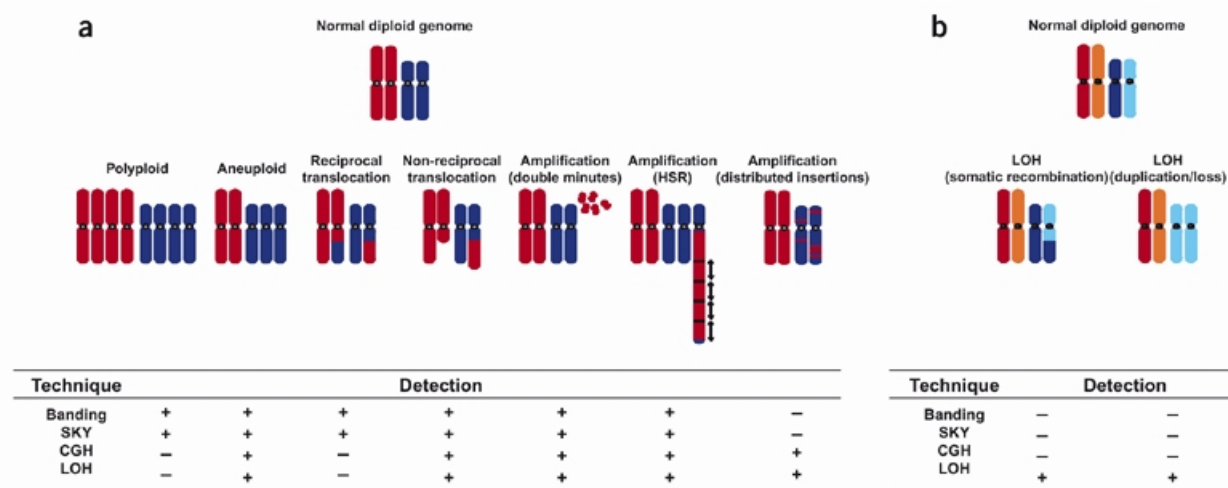 a
Normal diploid genome
Polyploid
Aneuploid
Reciprocal
translocation
Non-reciprocal
translocation
Amplification
(double minutes)
Amplification
(HSR)
Amplification
(distributed insertions)
Technique Detection
Banding + + + + + + –
SKY + + + + + + –
CGH – + – + + + +
LOH – + – + + + +
b
Normal diploid genome
LOH
(somatic recombination)
LOH
(duplication/loss)
Technique Detection
Banding – –
SKY – –
CGH – –
LOH + +